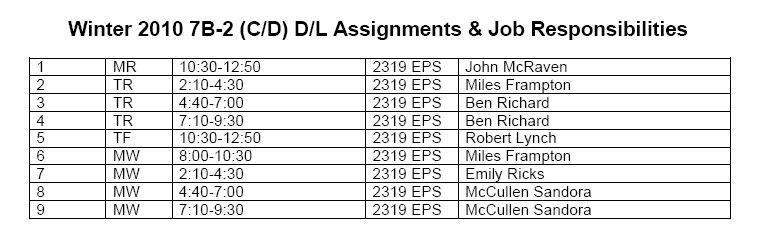 Winter 2010 7B-2 (C/D) D/L Assignments & Job Responsibilities
1 MR 10:30-12:50 2319 EPS John McRaven
2 TR 2:10-4:30 2319 EPS Miles Frampton
3 TR 4:40-7:00 2319 EPS Ben Richard
4 TR 7:10-9:30 2319 EPS Ben Richard
5 TF 10:30-12:50 2319 EPS Robert Lynch
6 MW 8:00-10:30 2319 EPS Miles Frampton
7 MW 2:10-4:30 2319 EPS Emily Ricks
8 MW 4:40-7:00 2319 EPS McCullen Sandora
9 MW 7:10-9:30 2319 EPS McCullen Sandora